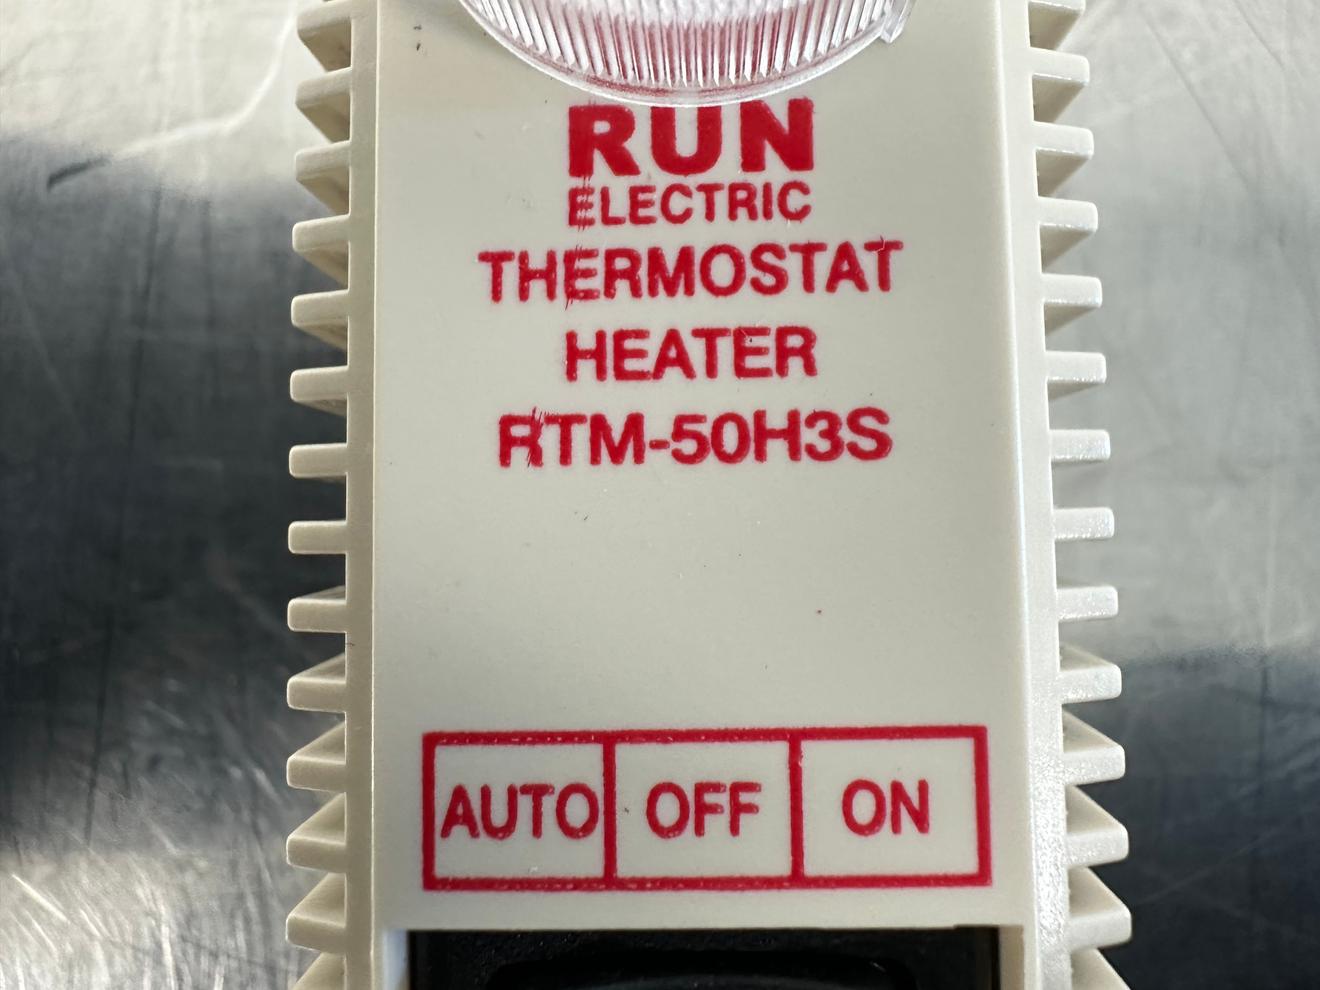 RUN
ELECTRIC
THERMOSTAT
HEATER
RTM-50H3S
AUTO OFF ON